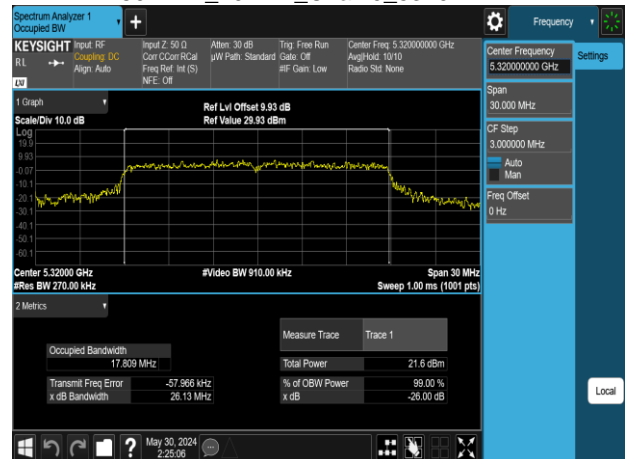 Spectrum Analyzer 1
Occupied BW
Frequency
KEYSIGHT
Input: RF
Coupling: DC
Align: Auto
Input Z: 50 Ω
Corr CCorr RCal
Freq Ref: Int (S)
NFE: Off
Atten: 30 dB
µW Path: Standard
Trig: Free Run
Gate: Off
#IF Gain: Low
Center Freq: 5.320000000 GHz
Avg|Hold: 10/10
Radio Std: None
R L
LXI
Center Frequency
5.320000000 GHz
Settings
Span
30.000 MHz
CF Step
3.000000 MHz
Auto
Man
Freq Offset
0 Hz
Local
1 Graph
Scale/Div 10.0 dB
Ref Lvl Offset 9.93 dB
Ref Value 29.93 dBm
Log
19.9
9.93
-0.07
-10.1
-20.1
-30.1
-40.1
-50.1
-60.1
Center 5.32000 GHz
#Video BW 910.00 kHz
Span 30 MHz
#Res BW 270.00 kHz
Sweep 1.00 ms (1001 pts)
2 Metrics
Measure Trace Trace 1
Occupied Bandwidth
17.809 MHz
Total Power 21.6 dBm
Transmit Freq Error -57.966 kHz
% of OBW Power 99.00 %
x dB Bandwidth 26.13 MHz
x dB -26.00 dB
May 30, 2024
2:25:06